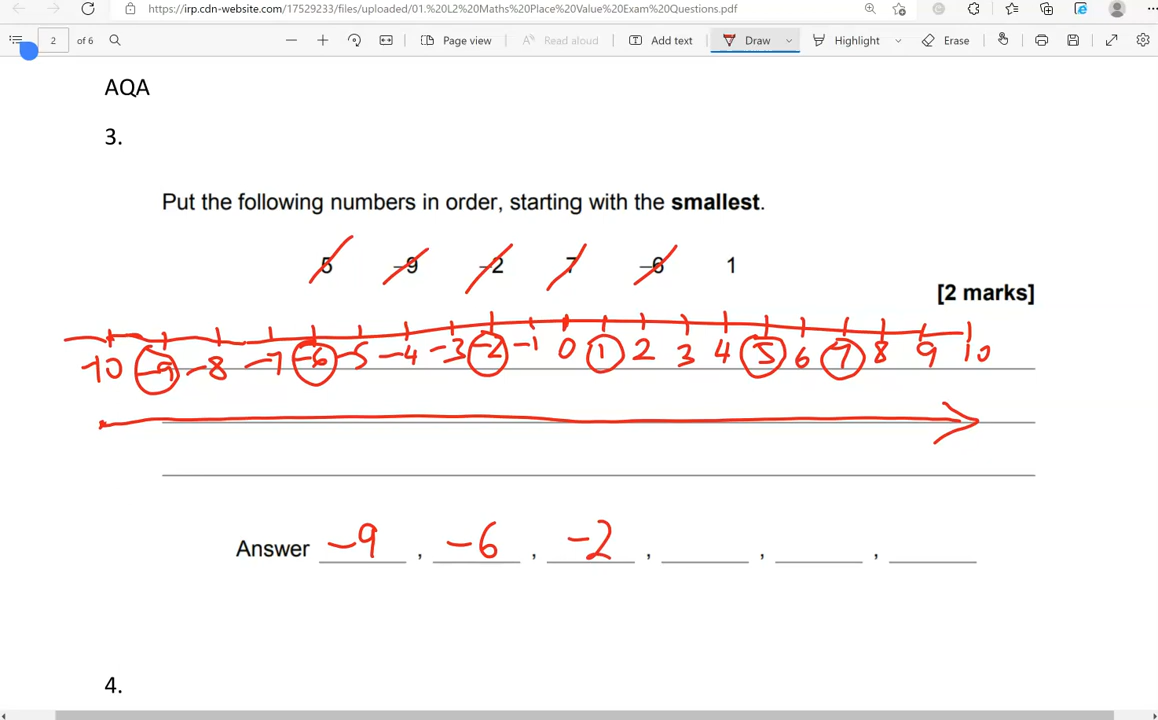 https://irp.cdn-website.com/17529233/files/uploaded/01.%20L2%20Maths%20Place%20Value%20Exam%20Questions.pdf
2 of 6 Page view Read aloud Add text Draw Highlight Erase
AQA
3.
Put the following numbers in order, starting with the smallest.
5 –9 –2 7 –6 1
[2 marks]
-10 -9 -8 -7 -6 -5 -4 -3 -2 -1 0 1 2 3 4 5 6 7 8 9 10
Answer -9 , -6 , -2 , , ,
4.